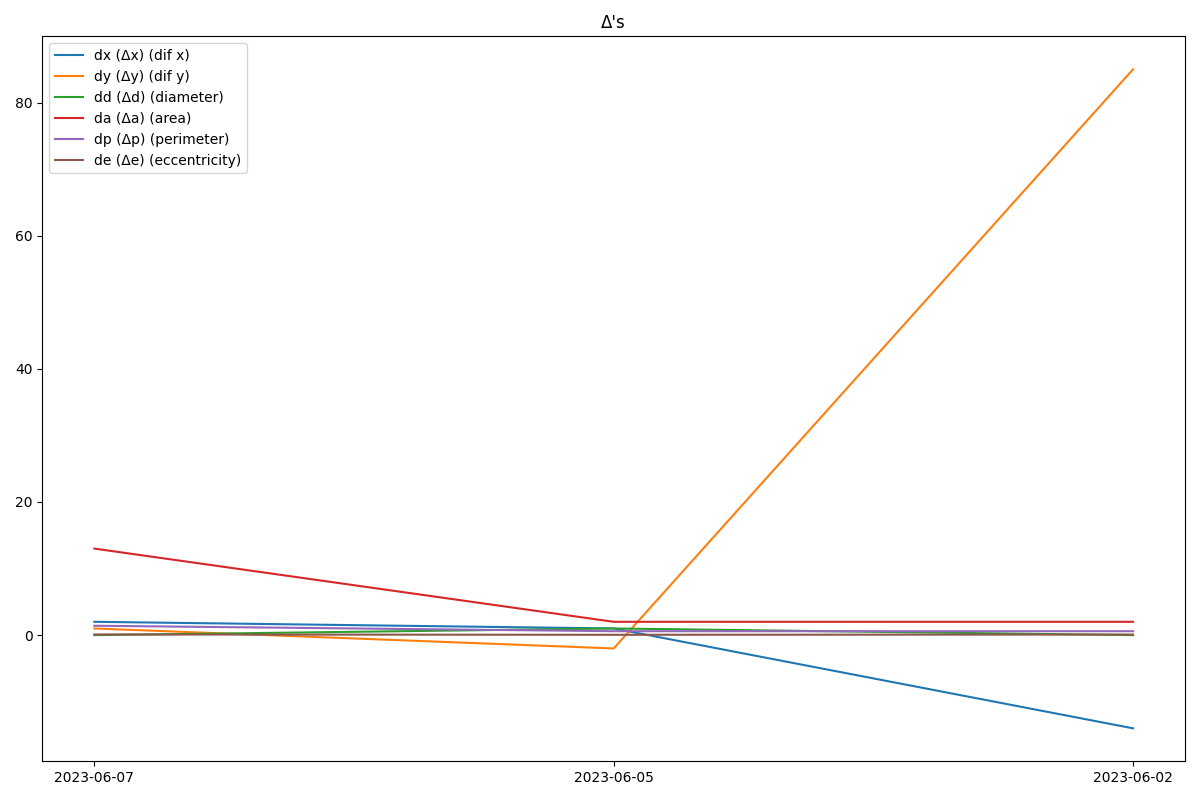 Δ's
dx (Δx) (dif x)
dy (Δy) (dif y)
dd (Δd) (diameter)
da (Δa) (area)
dp (Δp) (perimeter)
de (Δe) (eccentricity)
80
60
40
20
0
2023-06-07
2023-06-05
2023-06-02